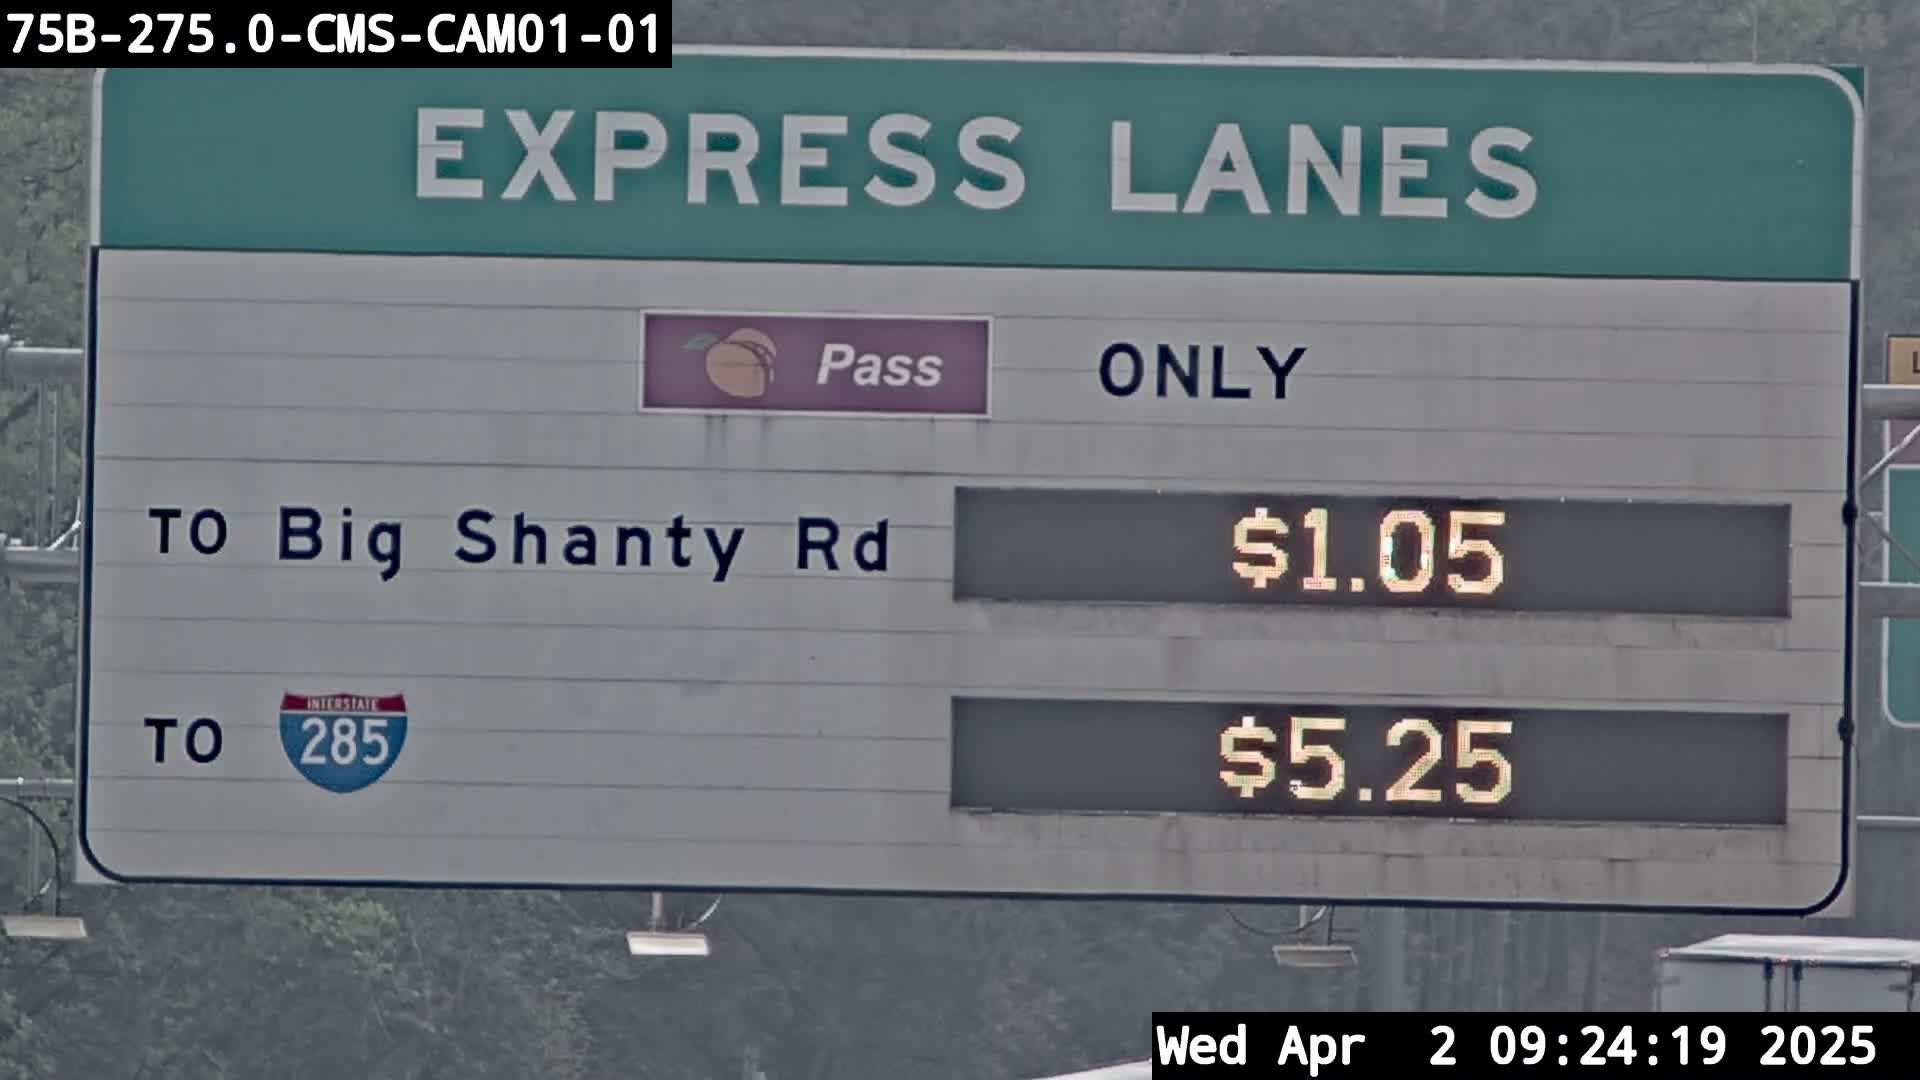 75B-275.0-CMS-CAM01-01
EXPRESS LANES
Pass ONLY
TO Big Shanty Rd $1.05
INTERSTATE
TO 285 $5.25
Wed Apr 2 09:24:19 2025